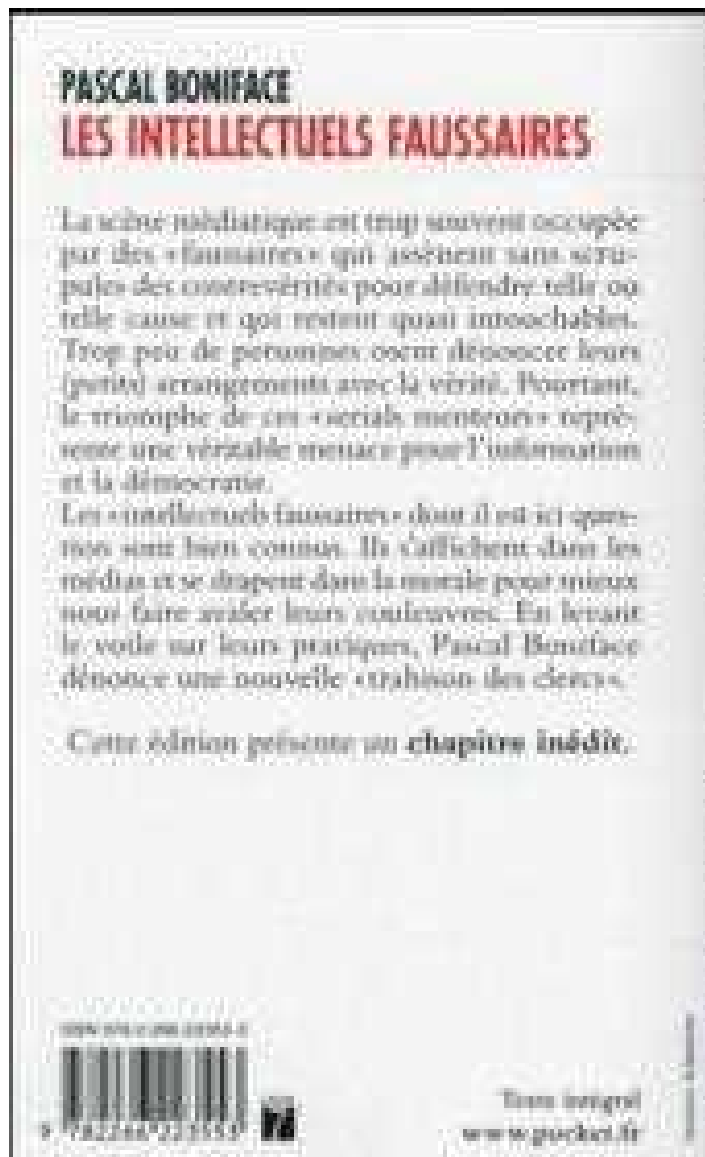 PASCAL BONIFACE
LES INTELLECTUELS FAUSSAIRES
La scène médiatique est trop souvent occupée
par des « faussaires » qui assènent sans scru-
pules des contrevérités pour défendre telle ou
telle cause et qui restent quasi intouchables.
Trop peu de personnes osent dénoncer leurs
(petits) arrangements avec la vérité. Pourtant,
le triomphe de ces « serials menteurs » repré-
sente une véritable menace pour l'information
et la démocratie.
Les « intellectuels faussaires » dont il est ici ques-
tion sont bien connus. Ils s'affichent dans les
médias et se drapent dans la morale pour mieux
nous faire avaler leurs couleuvres. En levant
le voile sur leurs pratiques, Pascal Boniface
dénonce une nouvelle « trahison des clercs ».
Cette édition présente un chapitre inédit.
9 782266 223553
Texte intégral
www.pocket.fr